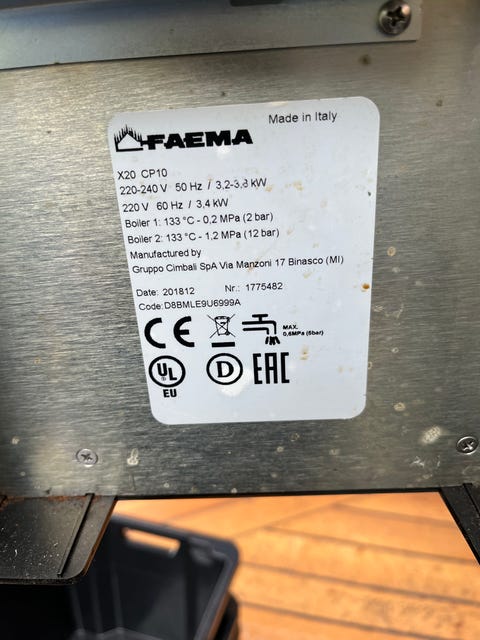 FAEMA
Made in Italy
X20 CP10
220-240 V 50 Hz / 3,2-3,8 kW
220 V 60 Hz / 3,4 kW
Boiler 1: 133 °C - 0,2 MPa (2 bar)
Boiler 2: 133 °C - 1,2 MPa (12 bar)
Manufactured by
Gruppo Cimbali SpA Via Manzoni 17 Binasco (MI)
Date: 201812 Nr.: 1775482
Code: D8BMLE9U6999A
CE
MAX.
0,6MPa (6bar)
UL
EU
D
EAC